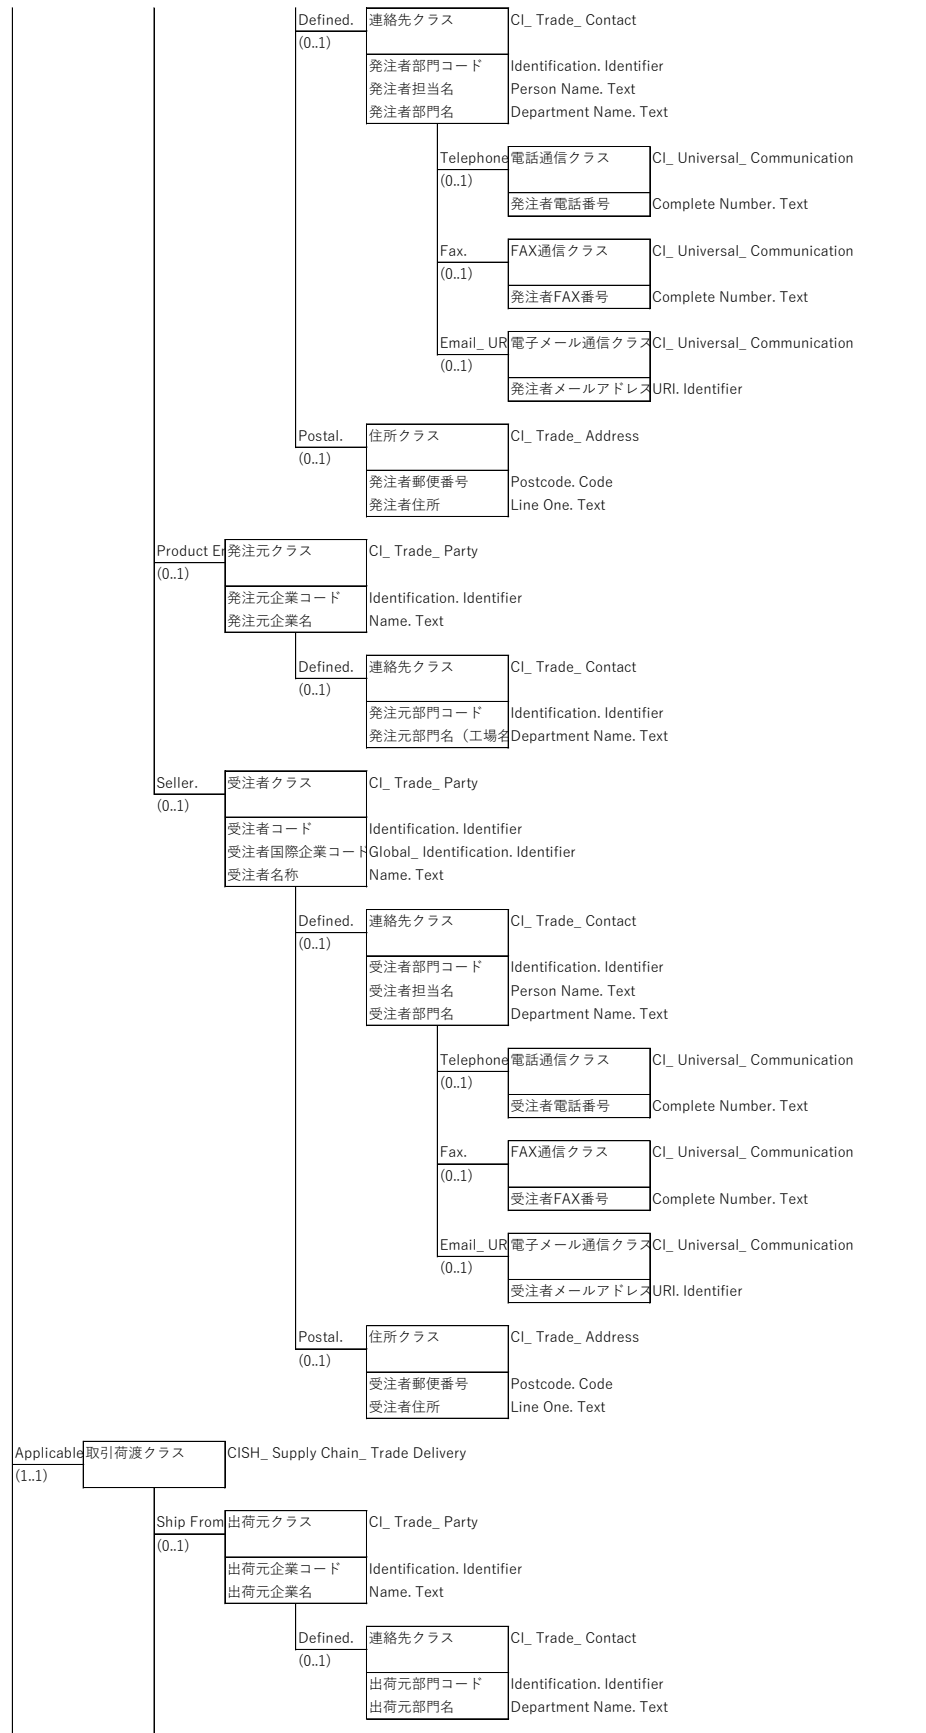 Defined. 連絡先クラス CI_ Trade_ Contact
(0..1)
発注者部門コード Identification. Identifier
発注者担当名 Person Name. Text
発注者部門名 Department Name. Text
Telephone 電話通信クラス CI_ Universal_ Communication
(0..1)
発注者電話番号 Complete Number. Text
Fax. FAX通信クラス CI_ Universal_ Communication
(0..1)
発注者FAX番号 Complete Number. Text
Email_ UR 電子メール通信クラス CI_ Universal_ Communication
(0..1)
発注者メールアドレス URI. Identifier
Postal. 住所クラス CI_ Trade_ Address
(0..1)
発注者郵便番号 Postcode. Code
発注者住所 Line One. Text
Product En 発注元クラス CI_ Trade_ Party
(0..1)
発注元企業コード Identification. Identifier
発注元企業名 Name. Text
Defined. 連絡先クラス CI_ Trade_ Contact
(0..1)
発注元部門コード Identification. Identifier
発注元部門名（工場名 Department Name. Text
Seller. 受注者クラス CI_ Trade_ Party
(0..1)
受注者コード Identification. Identifier
受注者国際企業コード Global_ Identification. Identifier
受注者名称 Name. Text
Defined. 連絡先クラス CI_ Trade_ Contact
(0..1)
受注者部門コード Identification. Identifier
受注者担当名 Person Name. Text
受注者部門名 Department Name. Text
Telephone 電話通信クラス CI_ Universal_ Communication
(0..1)
受注者電話番号 Complete Number. Text
Fax. FAX通信クラス CI_ Universal_ Communication
(0..1)
受注者FAX番号 Complete Number. Text
Email_ UR 電子メール通信クラス CI_ Universal_ Communication
(0..1)
受注者メールアドレス URI. Identifier
Postal. 住所クラス CI_ Trade_ Address
(0..1)
受注者郵便番号 Postcode. Code
受注者住所 Line One. Text
Applicable 取引荷渡クラス CISH_ Supply Chain_ Trade Delivery
(1..1)
Ship From 出荷元クラス CI_ Trade_ Party
(0..1)
出荷元企業コード Identification. Identifier
出荷元企業名 Name. Text
Defined. 連絡先クラス CI_ Trade_ Contact
(0..1)
出荷元部門コード Identification. Identifier
出荷元部門名 Department Name. Text